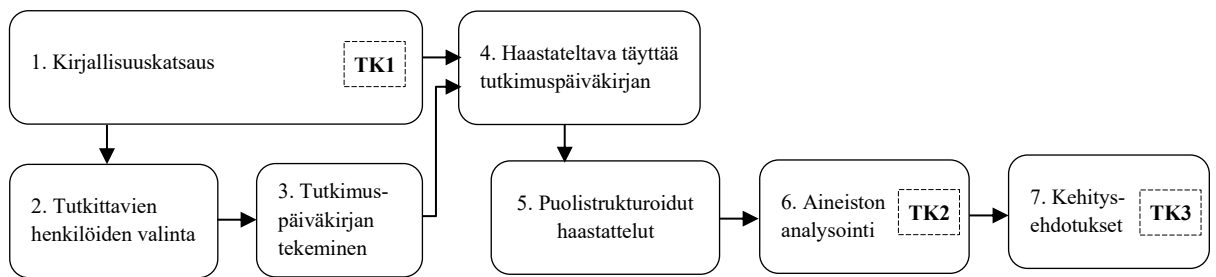 1. Kirjallisuuskatsaus
TK1
2. Tutkittavien
henkilöiden valinta
3. Tutkimus-
päiväkirjan
tekeminen
4. Haastateltava täyttää
tutkimuspäiväkirjan
5. Puolistrukturoidut
haastattelut
6. Aineiston
analysointi
TK2
7. Kehitys-
ehdotukset
TK3